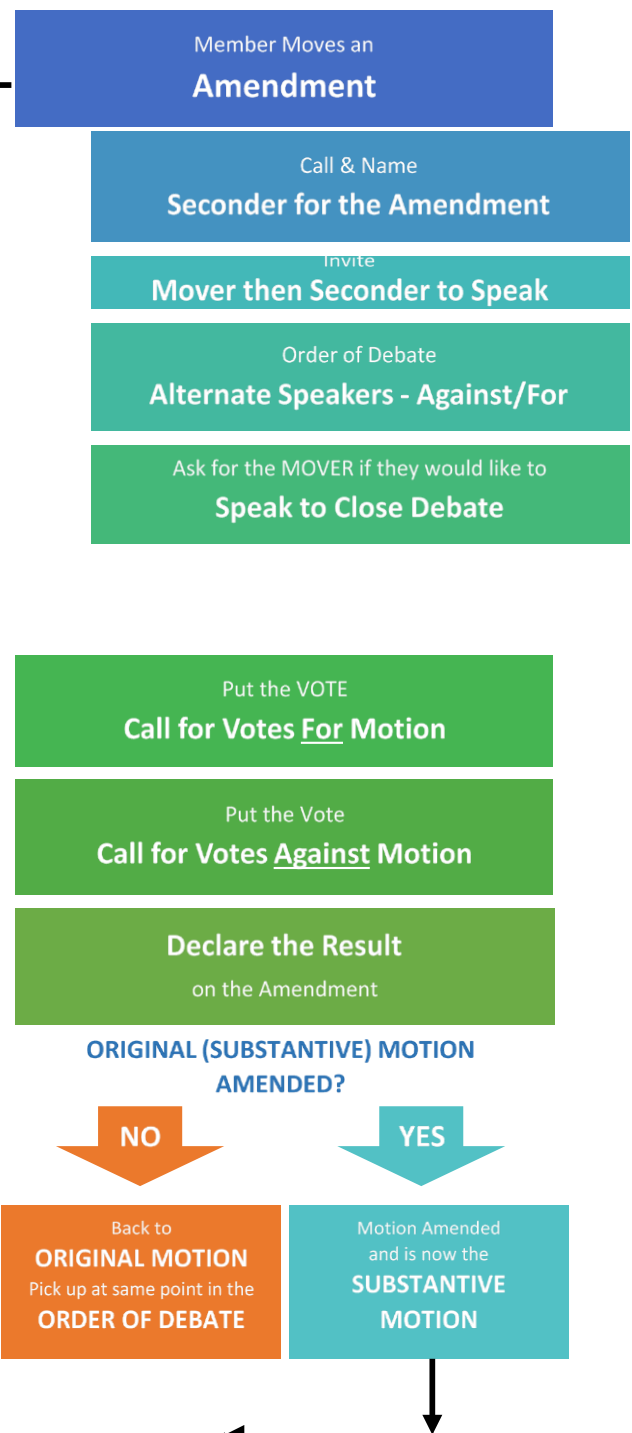 Member Moves an
Amendment
Call & Name
Seconder for the Amendment
Invite
Mover then Seconder to Speak
Order of Debate
Alternate Speakers - Against/For
Ask for the MOVER if they would like to
Speak to Close Debate
Put the VOTE
Call for Votes For Motion
Put the Vote
Call for Votes Against Motion
Declare the Result
on the Amendment
ORIGINAL (SUBSTANTIVE) MOTION
AMENDED?
NO
YES
Back to
ORIGINAL MOTION
Pick up at same point in the
ORDER OF DEBATE
Motion Amended
and is now the
SUBSTANTIVE
MOTION